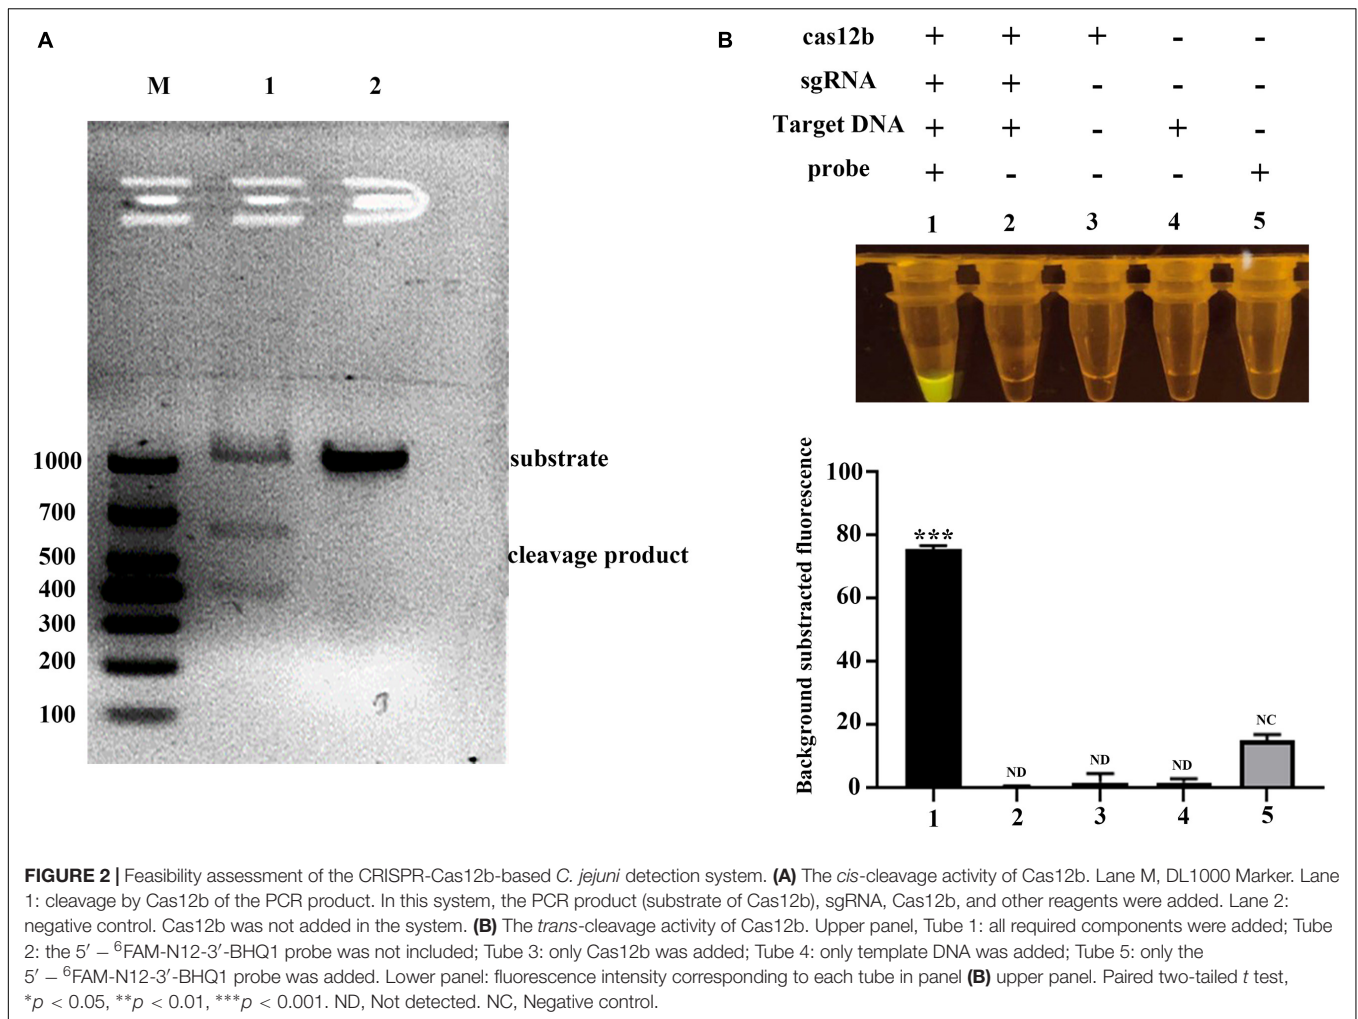 A
M 1 2
1000
700
500
400
300
200
100
substrate
cleavage product
B
cas12b + + + - -
sgRNA + + - - -
Target DNA + + - + -
probe + - - - +
1 2 3 4 5
Background substracted fluorescence
100
80
60
40
20
0
***
ND
ND
ND
NC
1 2 3 4 5
FIGURE 2 | Feasibility assessment of the CRISPR-Cas12b-based C. jejuni detection system. (A) The cis-cleavage activity of Cas12b. Lane M, DL1000 Marker. Lane
1: cleavage by Cas12b of the PCR product. In this system, the PCR product (substrate of Cas12b), sgRNA, Cas12b, and other reagents were added. Lane 2:
negative control. Cas12b was not added in the system. (B) The trans-cleavage activity of Cas12b. Upper panel, Tube 1: all required components were added; Tube
2: the 5′ − ⁶FAM-N12-3′-BHQ1 probe was not included; Tube 3: only Cas12b was added; Tube 4: only template DNA was added; Tube 5: only the
5′ − ⁶FAM-N12-3′-BHQ1 probe was added. Lower panel: fluorescence intensity corresponding to each tube in panel (B) upper panel. Paired two-tailed t test,
*p < 0.05, **p < 0.01, ***p < 0.001. ND, Not detected. NC, Negative control.